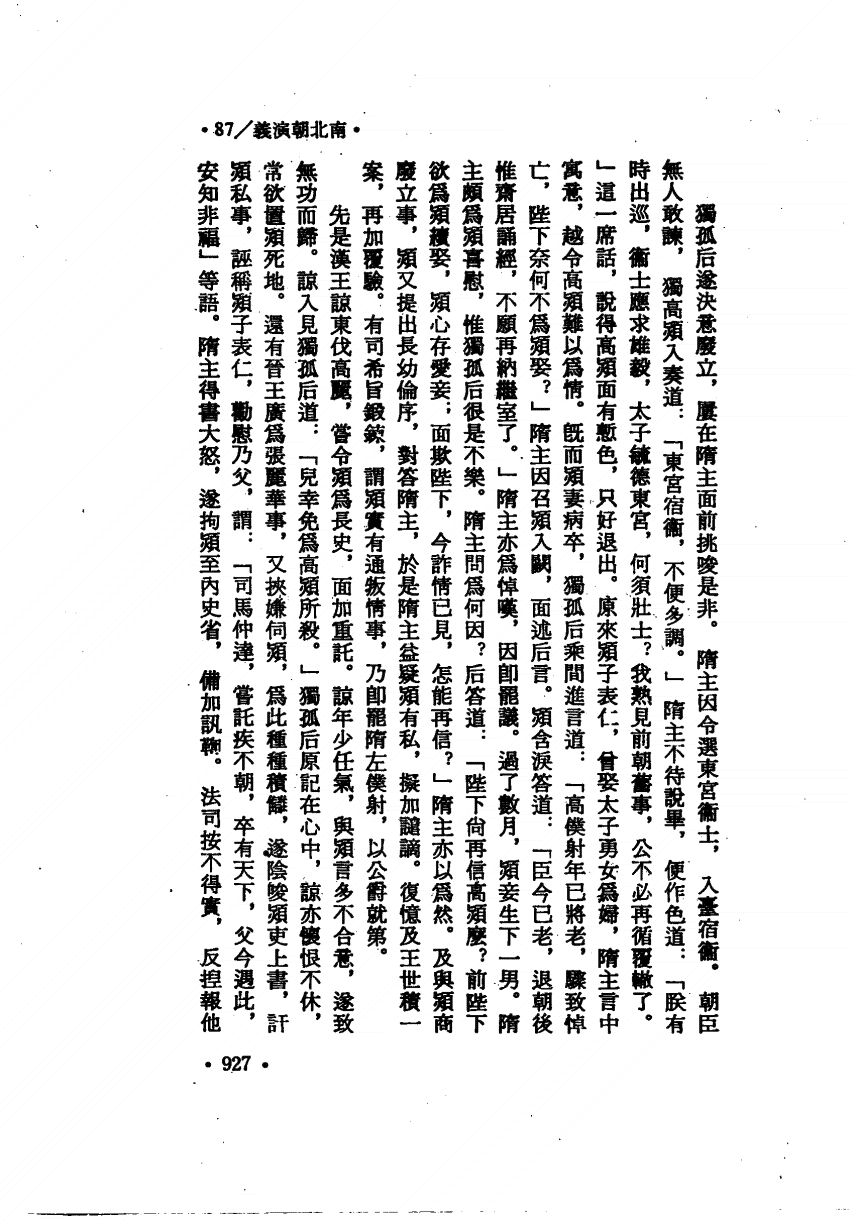 •87/義演朝北南•
獨孤后遂決意廢立，屢在隋主面前挑唆是非。隋主因令選東宮衞士，入臺宿衞。朝臣
無人敢諫，獨高熲入奏道：「東宮宿衞，不便多調。」隋主不待說畢，便作色道：「朕有
時出巡，衞士應求雄毅，太子毓德東宮，何須壯士？我熟見前朝舊事，公不必再循覆轍了。
」這一席話，說得高熲面有慙色，只好退出。原來熲子表仁，曾娶太子勇女爲婦，隋主言中
寓意，越令高熲難以爲情。旣而熲妻病卒，獨孤后乘間進言道：「高僕射年已將老，驟致悼
亡，陛下奈何不爲熲娶？」隋主因召熲入闕，面述后言。熲含淚答道：「臣今已老，退朝後
惟齋居誦經，不願再納繼室了。」隋主亦爲悼嘆，因卽罷議。過了數月，熲妾生下一男。隋
主頗爲熲喜慰，惟獨孤后很是不樂。隋主問爲何因？后答道：「陛下尙再信高熲麼？前陛下
欲爲熲續娶，熲心存愛妾；面欺陛下，今詐情已見，怎能再信？」隋主亦以爲然。及與熲商
廢立事，熲又提出長幼倫序，對答隋主，於是隋主益疑熲有私，擬加譴謫。復憶及王世積一
案，再加覆驗。有司希旨鍛鍊，謂熲實有通叛情事，乃卽罷隋左僕射，以公爵就第。
先是漢王諒東伐高麗，嘗令熲爲長史，面加重託。諒年少任氣，與熲言多不合意，遂致
無功而歸。諒入見獨孤后道：「兒幸免爲高熲所殺。」獨孤后原記在心中，諒亦懷恨不休，
常欲置熲死地。還有晉王廣爲張麗華事，又挾嫌伺熲，爲此種種積讎，遂陰唆熲吏上書，訐
熲私事，誣稱熲子表仁，勸慰乃父，謂：「司馬仲達，嘗託疾不朝，卒有天下，父今遇此，
安知非福」等語。隋主得書大怒，遂拘熲至內史省，備加訊鞠。法司按不得實，反捏報他
•927•